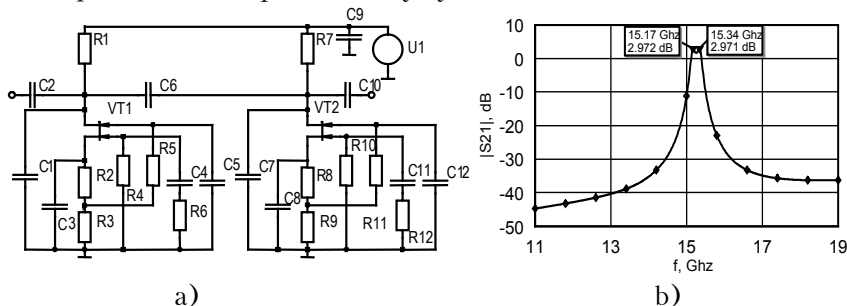 R1
R7
C9
U1
C2
C6
C10
VT1
VT2
C1
R2
R5
C4
C5
C7
R8
R10
C11
C12
R4
C3
R3
R6
C8
R9
R11
R12
a)
10
0
-10
-20
-30
-40
-50
|S21|, dB
15.17 Ghz
2.972 dB
15.34 Ghz
2.971 dB
11
13
15
17
19
f, Ghz
b)